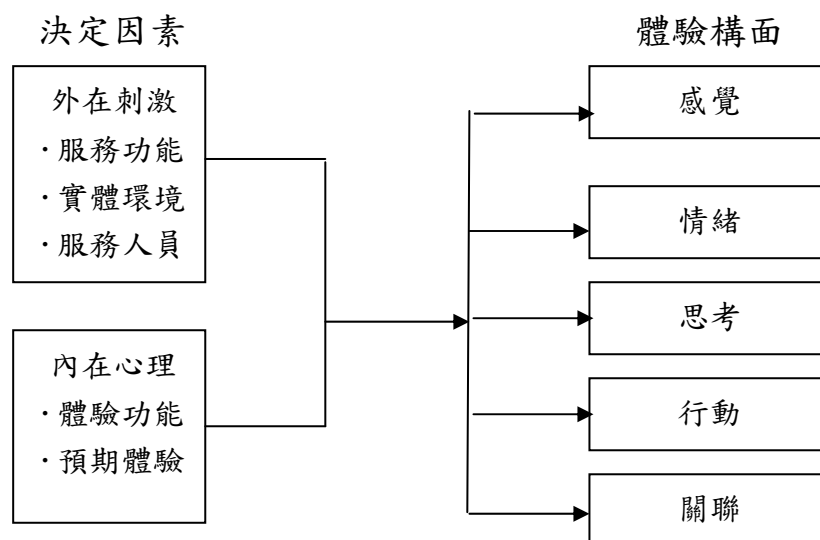 決定因素
外在刺激
·服務功能
·實體環境
·服務人員
內在心理
·體驗功能
·預期體驗
體驗構面
感覺
情緒
思考
行動
關聯